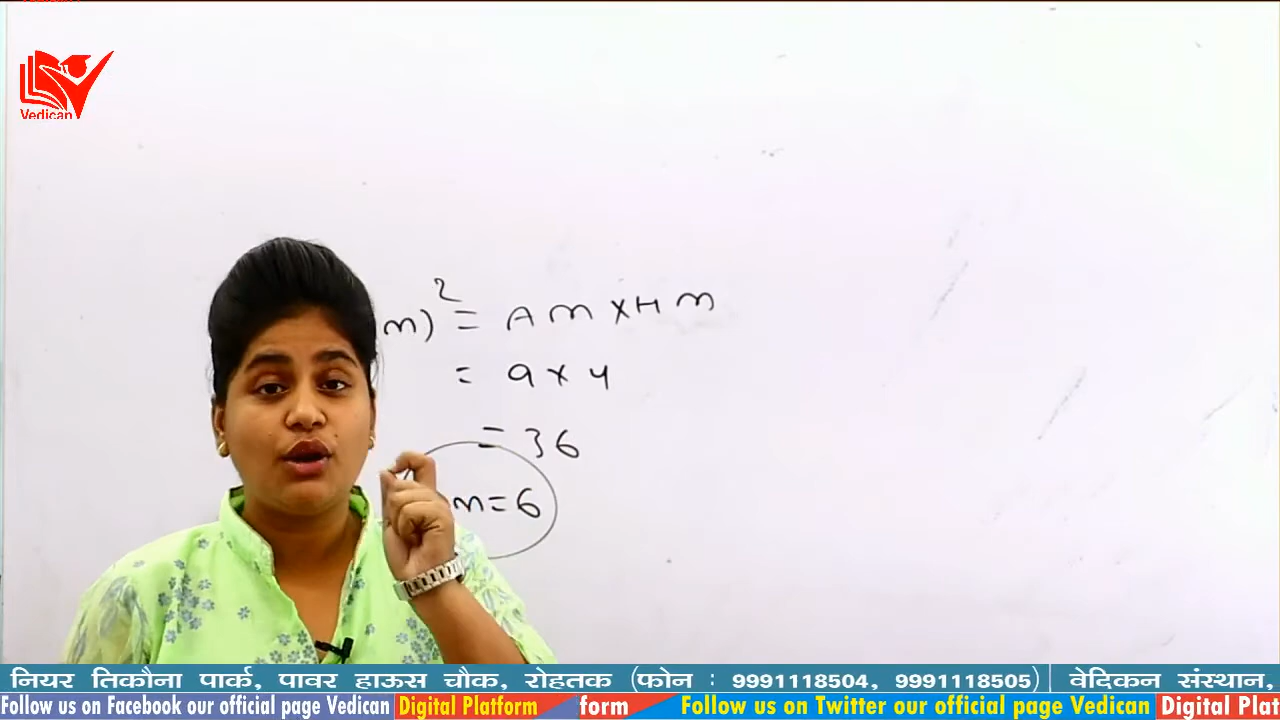 Vedican
m)² = AM × HM
= 9 × 4
= 36
m = 6
नियर तिकौना पार्क, पावर हाऊस चौक, रोहतक (फोन : 9991118504, 9991118505) वेदिकन संस्थान,
Follow us on Facebook our official page Vedican Digital Platform form Follow us on Twitter our official page Vedican Digital Plat